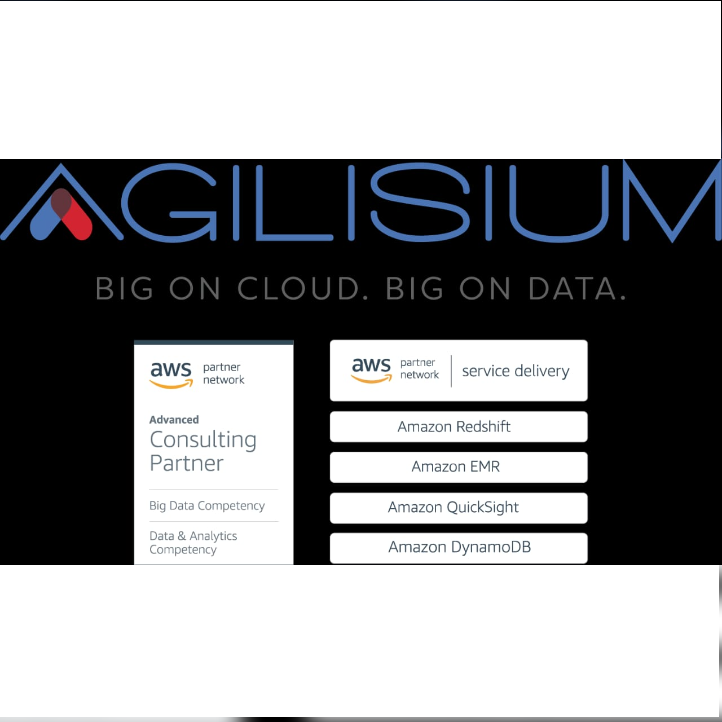 AGILISIUM
BIG ON CLOUD. BIG ON DATA.
aws partner
network
Advanced
Consulting
Partner
Big Data Competency
Data & Analytics
Competency
aws partner
network
service delivery
Amazon Redshift
Amazon EMR
Amazon QuickSight
Amazon DynamoDB